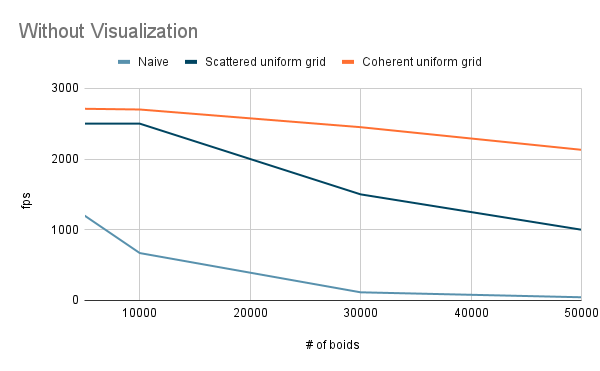 Without Visualization
Naive Scattered uniform grid Coherent uniform grid
3000
2000
1000
0
fps
10000 20000 30000 40000 50000
# of boids